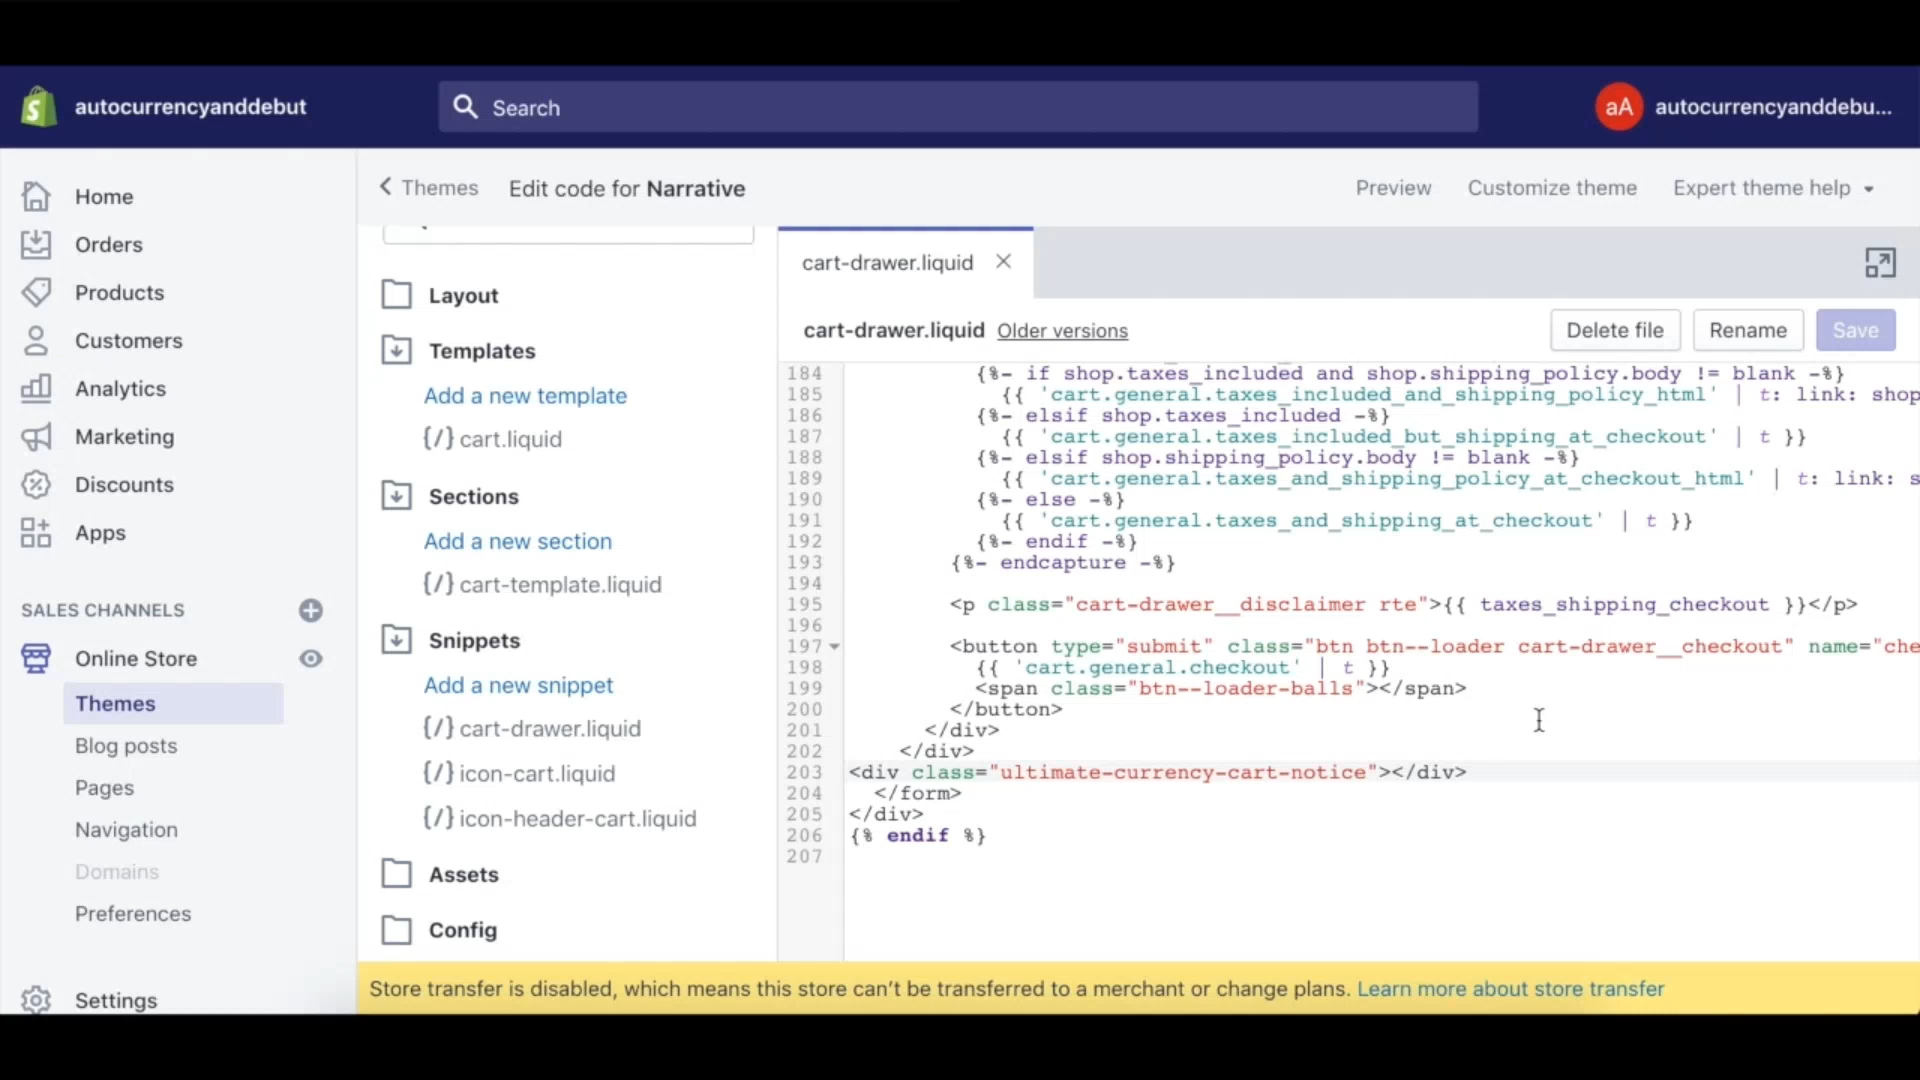 autocurrencyanddebut
Search
aA autocurrencyanddebu...
Home
Orders
Products
Customers
Analytics
Marketing
Discounts
Apps
SALES CHANNELS
Online Store
Themes
Blog posts
Pages
Navigation
Domains
Preferences
Settings
Themes
Edit code for Narrative
Preview
Customize theme
Expert theme help
Layout
Templates
Add a new template
{/} cart.liquid
Sections
Add a new section
{/} cart-template.liquid
Snippets
Add a new snippet
{/} cart-drawer.liquid
{/} icon-cart.liquid
{/} icon-header-cart.liquid
Assets
Config
cart-drawer.liquid
cart-drawer.liquid Older versions
Delete file
Rename
Save
184 {%- if shop.taxes_included and shop.shipping_policy.body != blank -%}
185 {{ 'cart.general.taxes_included_and_shipping_policy_html' | t: link: shop
186 {%- elsif shop.taxes_included -%}
187 {{ 'cart.general.taxes_included_but_shipping_at_checkout' | t }}
188 {%- elsif shop.shipping_policy.body != blank -%}
189 {{ 'cart.general.taxes_and_shipping_policy_at_checkout_html' | t: link: s
190 {%- else -%}
191 {{ 'cart.general.taxes_and_shipping_at_checkout' | t }}
192 {%- endif -%}
193 {%- endcapture -%}
194
195 <p class="cart-drawer__disclaimer rte">{{ taxes_shipping_checkout }}</p>
196
197 <button type="submit" class="btn btn--loader cart-drawer__checkout" name="che
198 {{ 'cart.general.checkout' | t }}
199 <span class="btn--loader-balls"></span>
200 </button>
201 </div>
202 </div>
203 <div class="ultimate-currency-cart-notice"></div>
204 </form>
205 </div>
206 {% endif %}
207
Store transfer is disabled, which means this store can't be transferred to a merchant or change plans. Learn more about store transfer